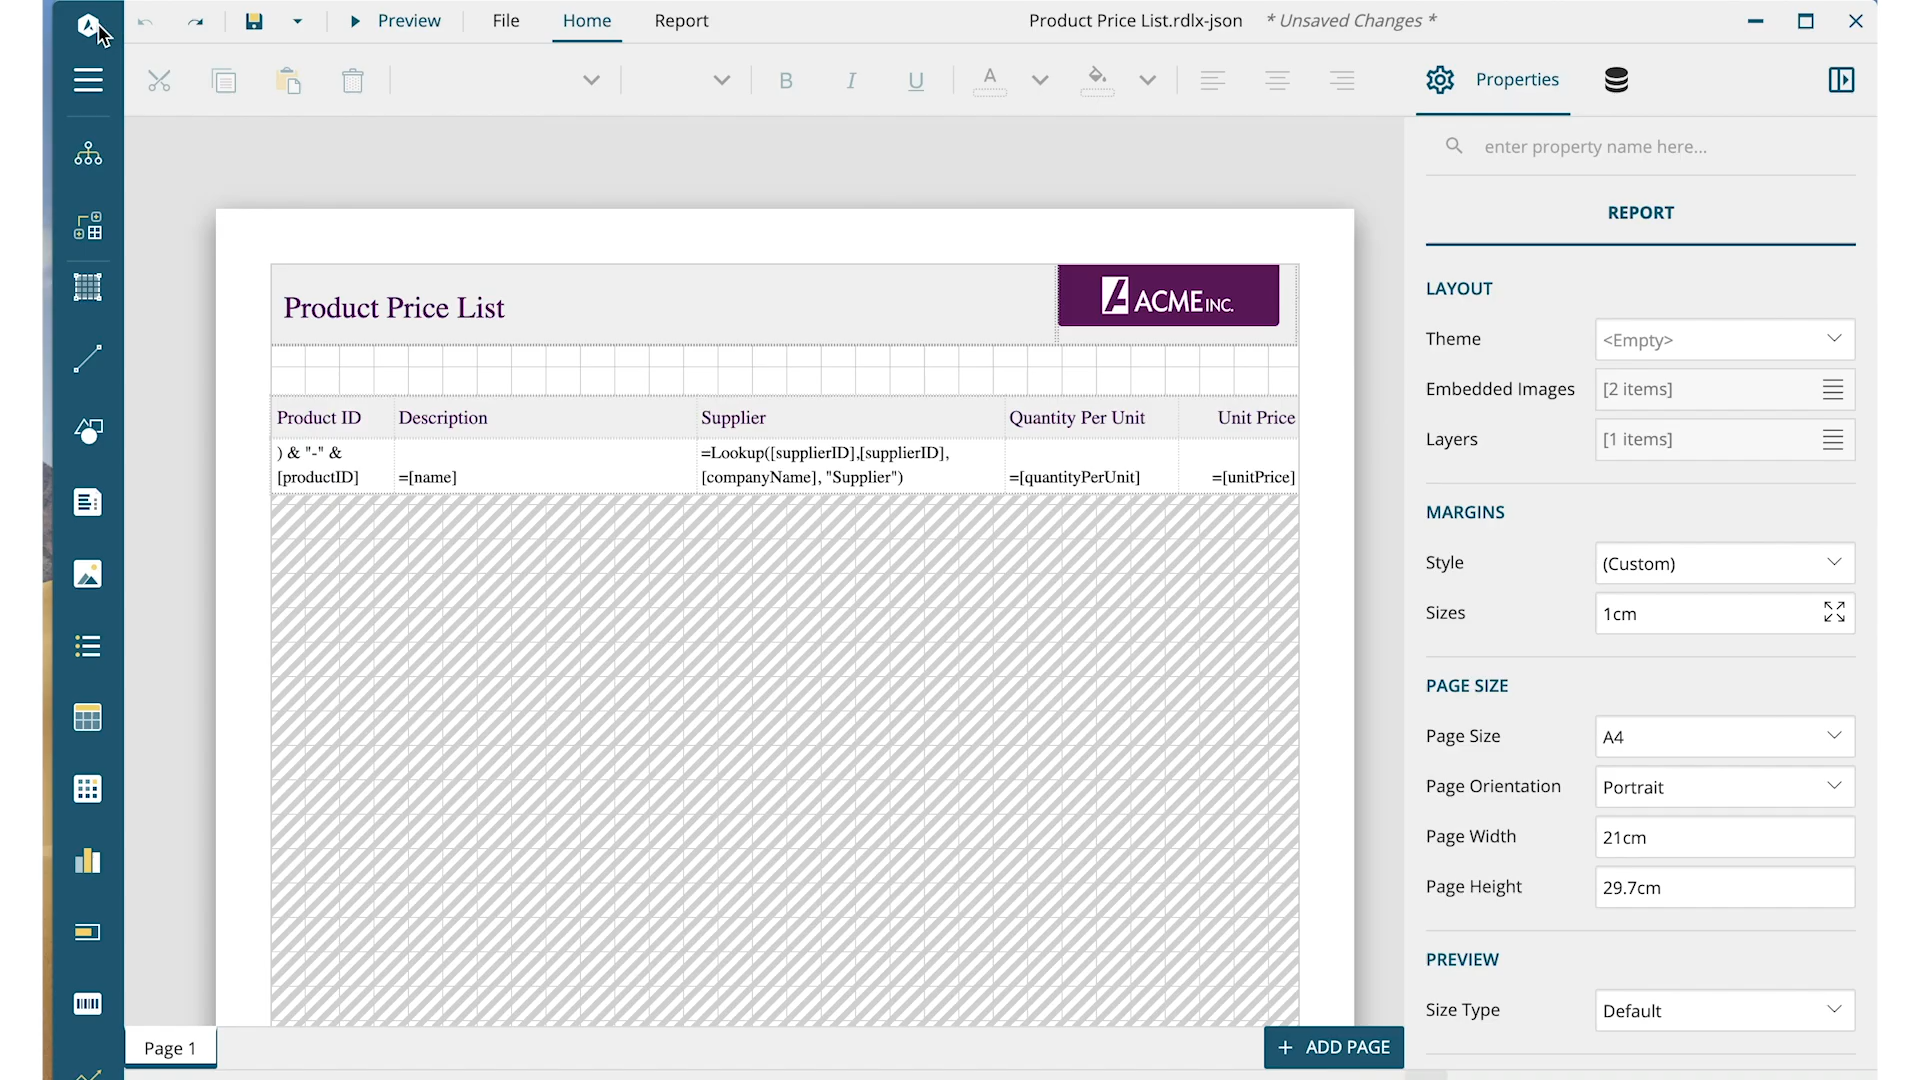 Preview
File
Home
Report
Product Price List.rdlx-json
* Unsaved Changes *
B I U A
Properties
enter property name here...
REPORT
LAYOUT
Theme
<Empty>
Embedded Images
[2 items]
Layers
[1 items]
MARGINS
Style
(Custom)
Sizes
1cm
PAGE SIZE
Page Size
A4
Page Orientation
Portrait
Page Width
21cm
Page Height
29.7cm
PREVIEW
Size Type
Default
Product Price List
ACME INC.
Product ID
Description
Supplier
Quantity Per Unit
Unit Price
) & "-" &
[productID]
=[name]
=Lookup([supplierID],[supplierID],
[companyName], "Supplier")
=[quantityPerUnit]
=[unitPrice]
Page 1
+ ADD PAGE